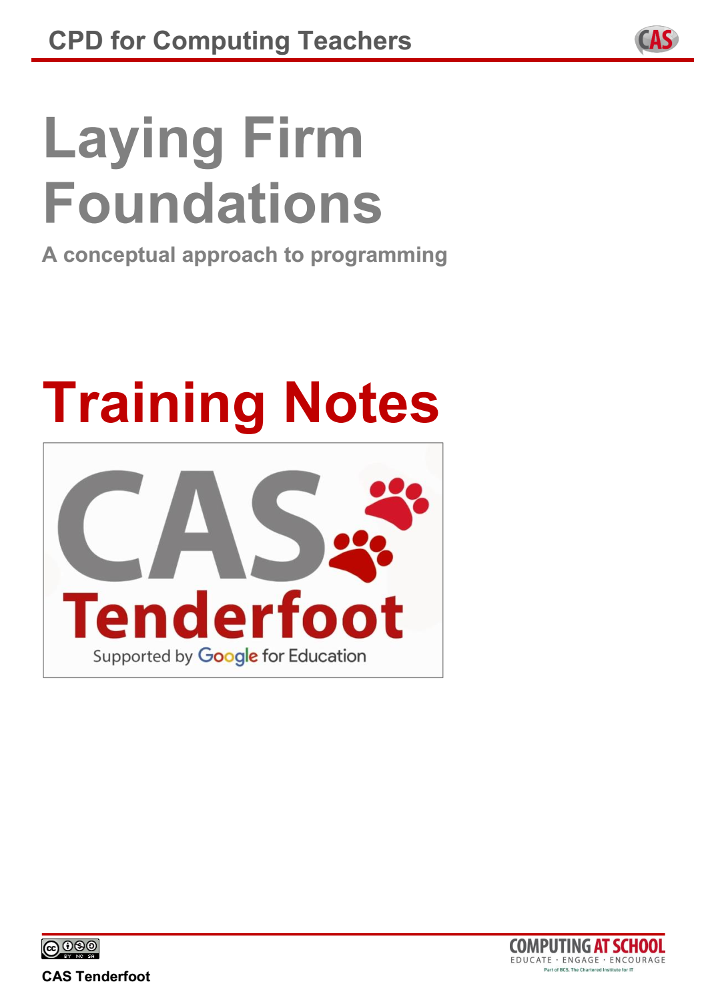 CPD for Computing Teachers
CAS
Laying Firm
Foundations
A conceptual approach to programming
Training Notes
CAS
Tenderfoot
Supported by Google for Education
cc
BY NC SA
COMPUTING AT SCHOOL
EDUCATE · ENGAGE · ENCOURAGE
Part of BCS, The Chartered Institute for IT
CAS Tenderfoot